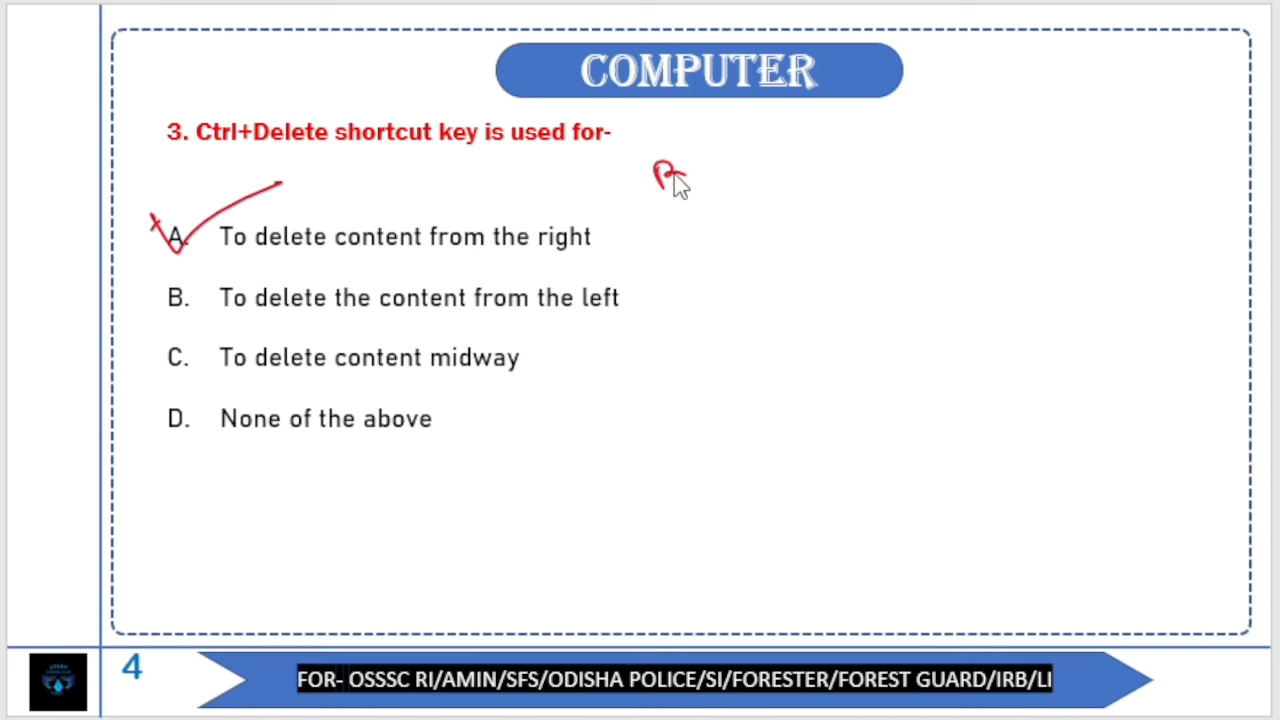 COMPUTER
3. Ctrl+Delete shortcut key is used for-
A. To delete content from the right
B. To delete the content from the left
C. To delete content midway
D. None of the above
4
FOR- OSSSC RI/AMIN/SFS/ODISHA POLICE/SI/FORESTER/FOREST GUARD/IRB/LI